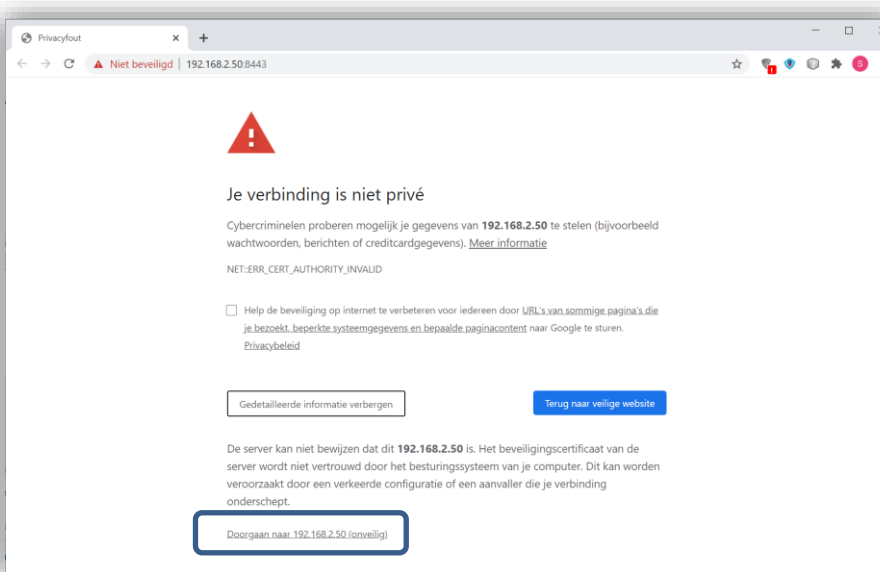 Privacyfout
Niet beveiligd | 192.168.2.50:8443
S
Je verbinding is niet privé
Cybercriminelen proberen mogelijk je gegevens van 192.168.2.50 te stelen (bijvoorbeeld
wachtwoorden, berichten of creditcardgegevens). Meer informatie
NET::ERR_CERT_AUTHORITY_INVALID
Help de beveiliging op internet te verbeteren voor iedereen door URL's van sommige pagina's die
je bezoekt, beperkte systeemgegevens en bepaalde paginacontent naar Google te sturen.
Privacybeleid
Gedetailleerde informatie verbergen
Terug naar veilige website
De server kan niet bewijzen dat dit 192.168.2.50 is. Het beveiligingscertificaat van de
server wordt niet vertrouwd door het besturingssysteem van je computer. Dit kan worden
veroorzaakt door een verkeerde configuratie of een aanvaller die je verbinding
onderschept.
Doorgaan naar 192.168.2.50 (onveilig)